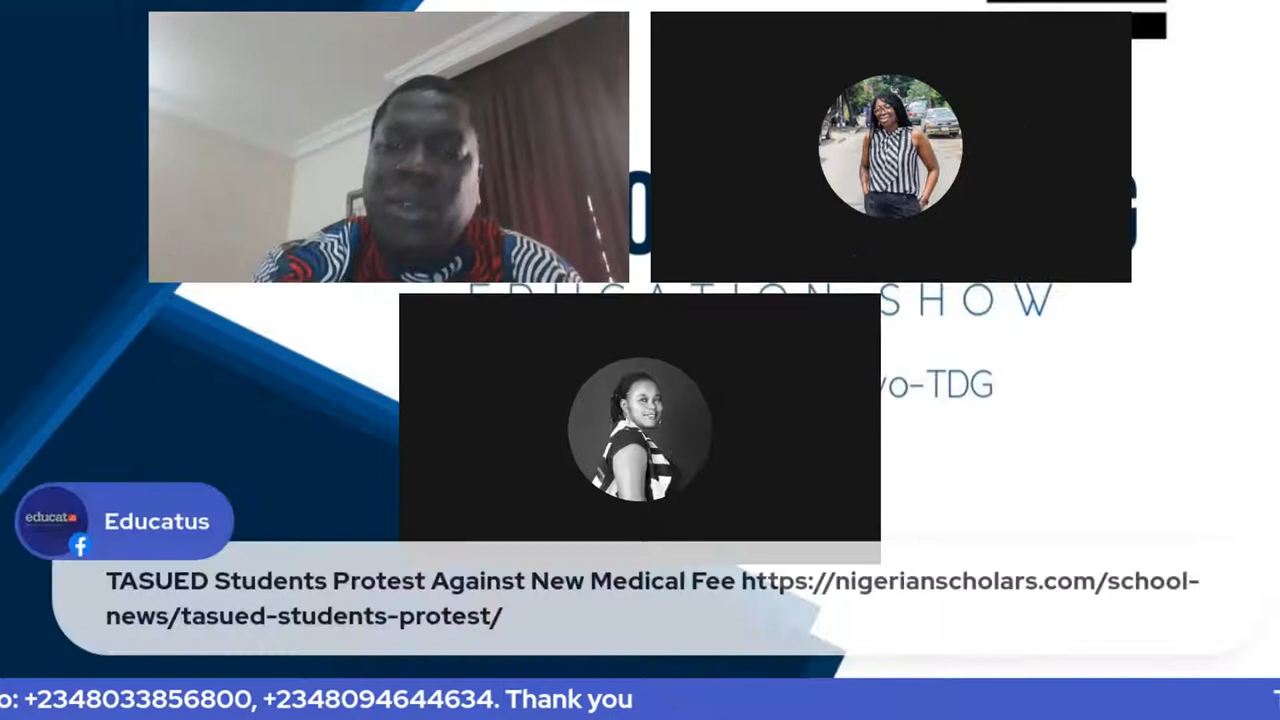 EDUCATION SHOW
vo-TDG
educat
Educatus
TASUED Students Protest Against New Medical Fee https://nigerianscholars.com/school-
news/tasued-students-protest/
o: +2348033856800, +2348094644634. Thank you